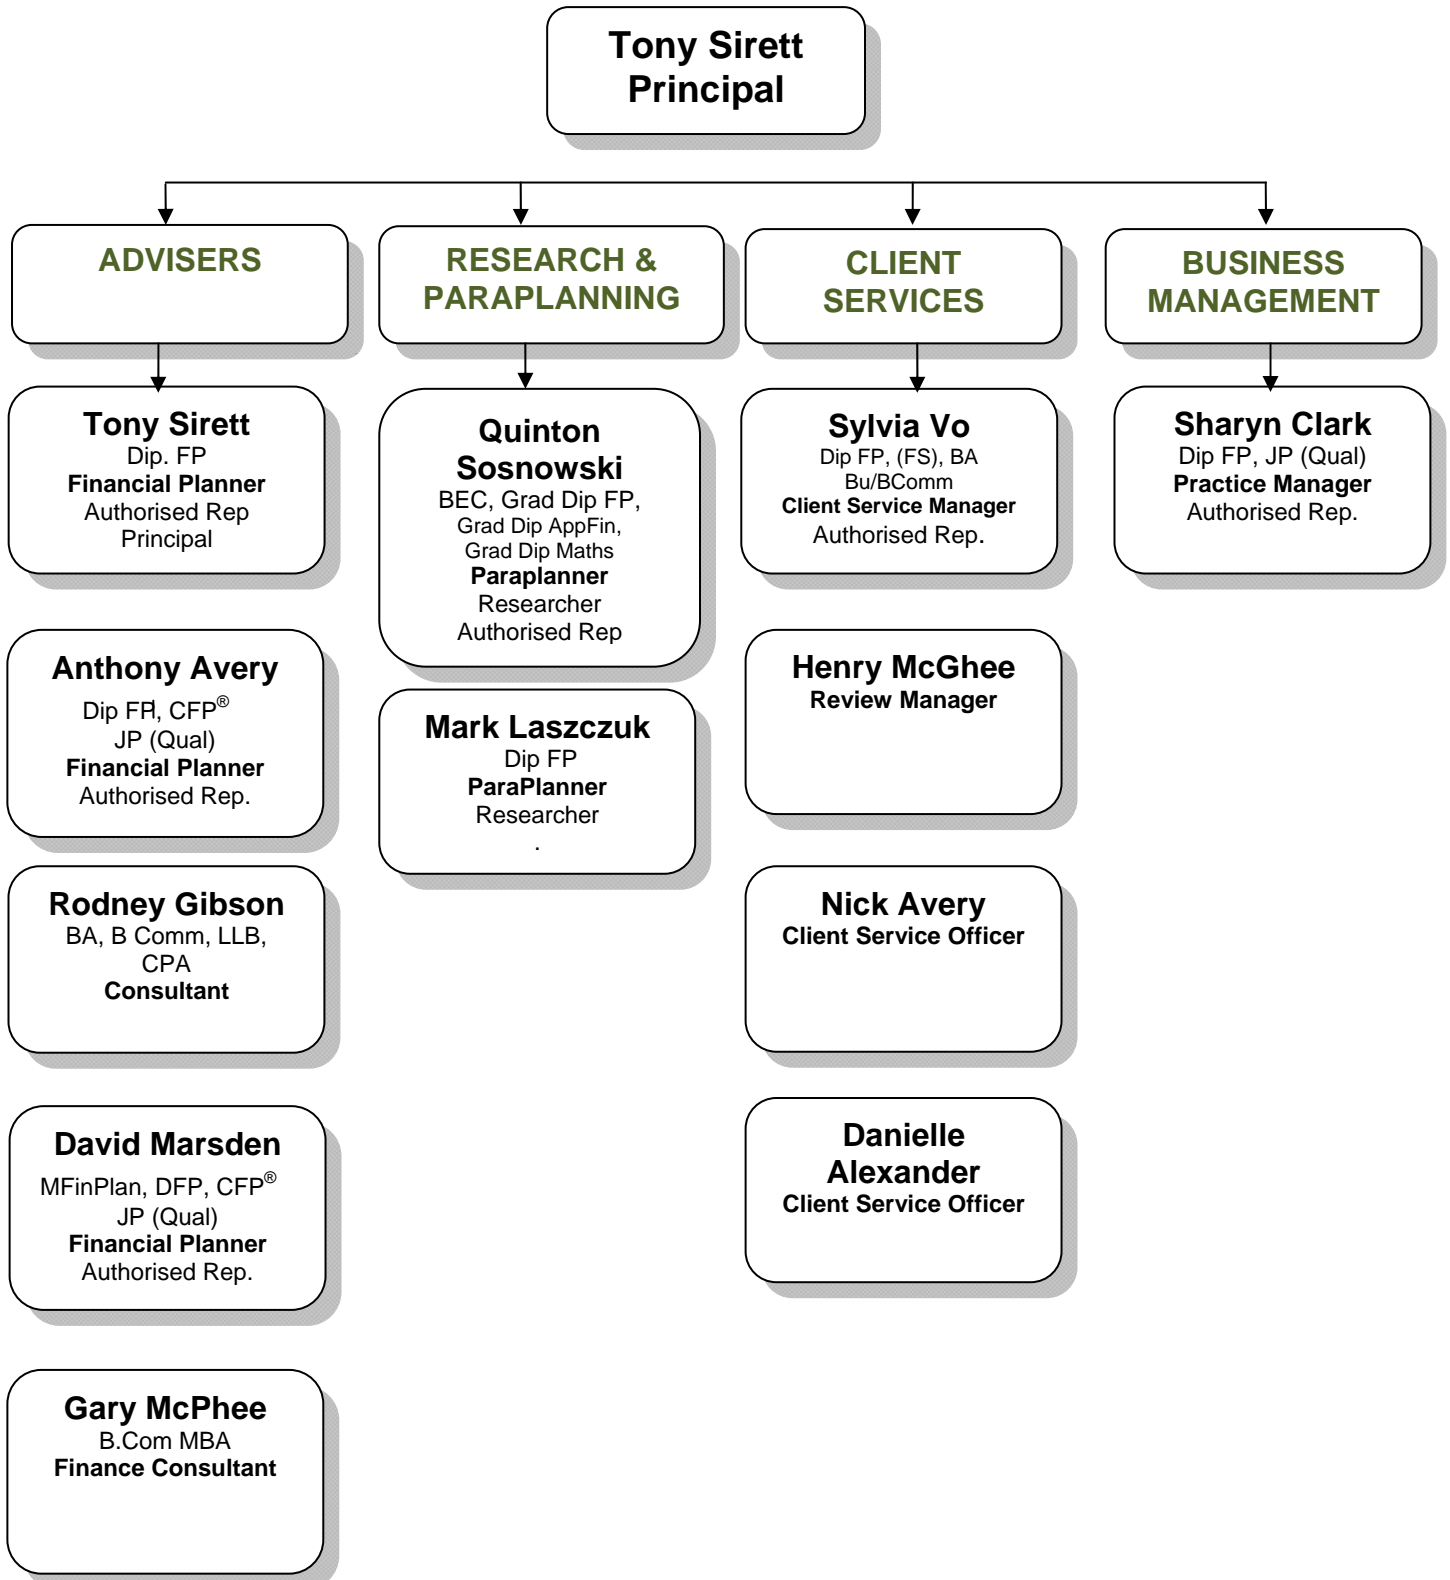 Tony Sirett
Principal
ADVISERS
RESEARCH &
PARAPLANNING
CLIENT
SERVICES
BUSINESS
MANAGEMENT
Tony Sirett
Dip. FP
Financial Planner
Authorised Rep
Principal
Anthony Avery
Dip FP, CFP®
JP (Qual)
Financial Planner
Authorised Rep.
Rodney Gibson
BA, B Comm, LLB,
CPA
Consultant
David Marsden
MFinPlan, DFP, CFP®
JP (Qual)
Financial Planner
Authorised Rep.
Gary McPhee
B.Com MBA
Finance Consultant
Quinton
Sosnowski
BEC, Grad Dip FP,
Grad Dip AppFin,
Grad Dip Maths
Paraplanner
Researcher
Authorised Rep
Mark Laszczuk
Dip FP
ParaPlanner
Researcher
.
Sylvia Vo
Dip FP, (FS), BA
Bu/BComm
Client Service Manager
Authorised Rep.
Henry McGhee
Review Manager
Nick Avery
Client Service Officer
Danielle
Alexander
Client Service Officer
Sharyn Clark
Dip FP, JP (Qual)
Practice Manager
Authorised Rep.